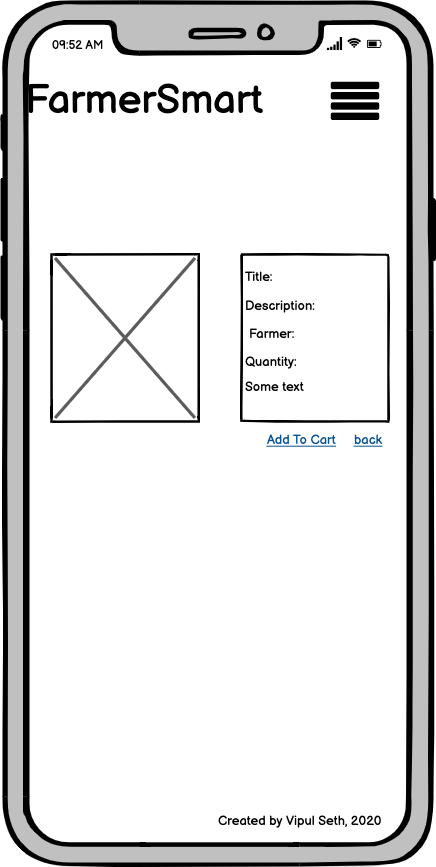 09:52 AM
FarmerSmart
Title:
Description:
Farmer:
Quantity:
Some text
Add To Cart back
Created by Vipul Seth, 2020